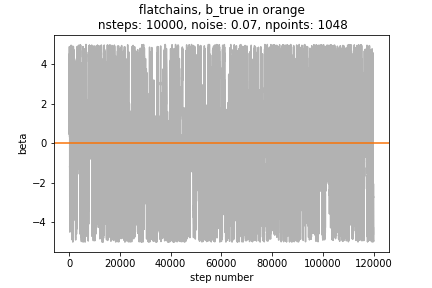 flatchains, b_true in orange
nsteps: 10000, noise: 0.07, npoints: 1048
4
2
0
−2
−4
beta
0 20000 40000 60000 80000 100000 120000
step number